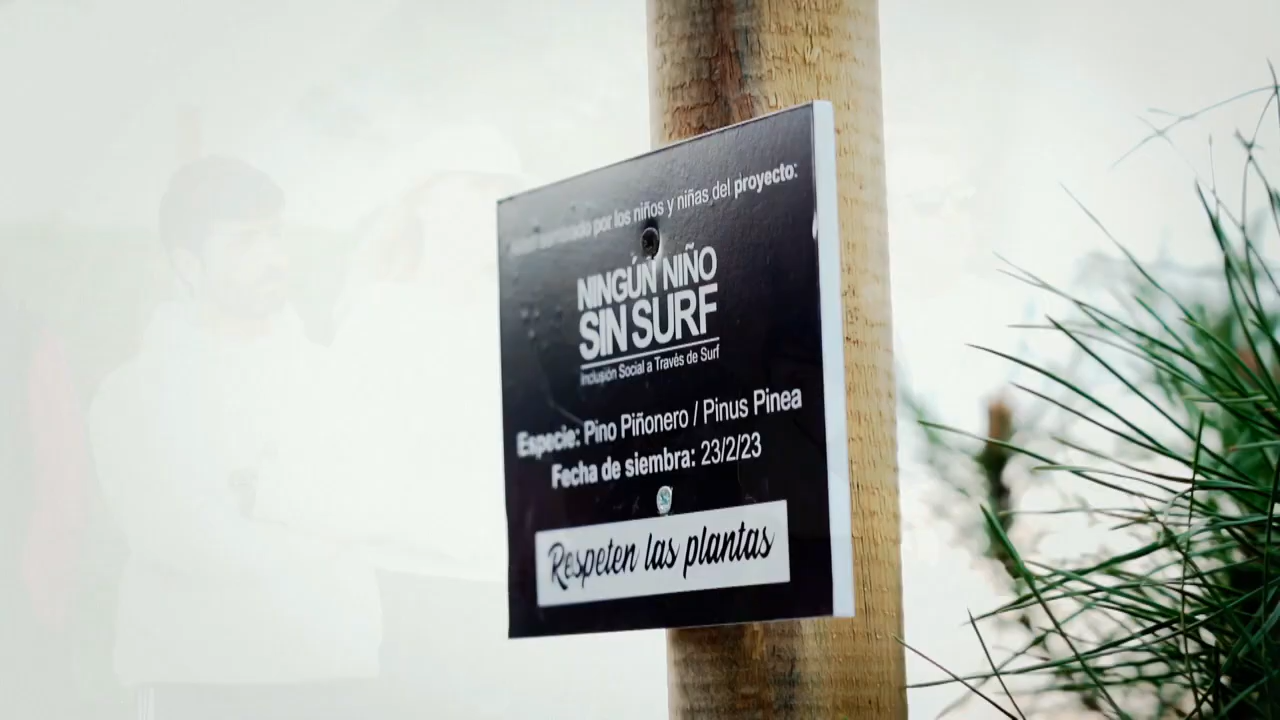 por los niños y niñas del proyecto:
NINGÚN NIÑO
SIN SURF
Inclusión Social a Través de Surf
Especie: Pino Piñonero / Pinus Pinea
Fecha de siembra: 23/2/23
Respeten las plantas